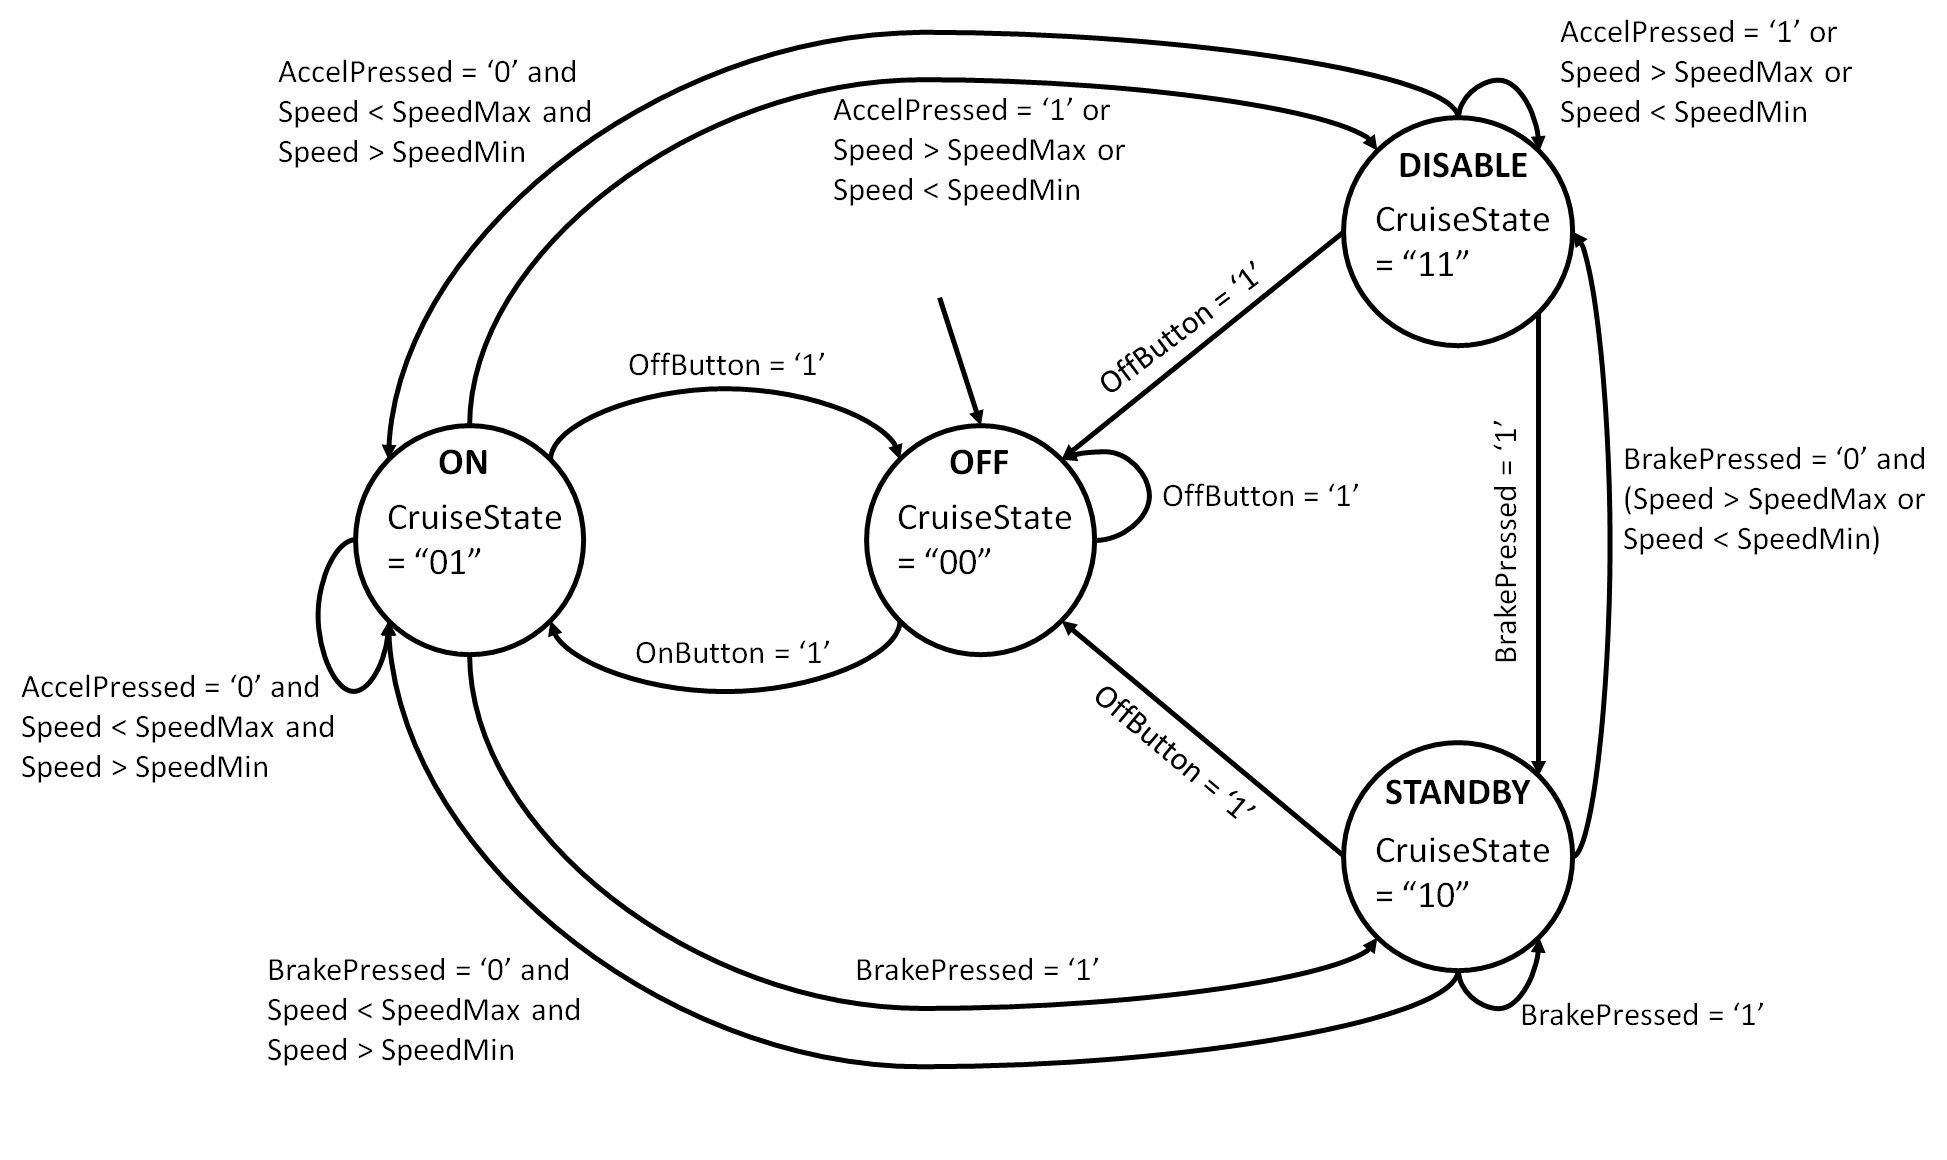 AccelPressed = ‘0’ and
Speed < SpeedMax and
Speed > SpeedMin
AccelPressed = ‘1’ or
Speed > SpeedMax or
Speed < SpeedMin
AccelPressed = ‘1’ or
Speed > SpeedMax or
Speed < SpeedMin
DISABLE
CruiseState
= “11”
OffButton = ‘1’
OffButton = ‘1’
ON
CruiseState
= “01”
OFF
CruiseState
= “00”
OffButton = ‘1’
BrakePressed = ‘1’
BrakePressed = ‘0’ and
(Speed > SpeedMax or
Speed < SpeedMin)
OnButton = ‘1’
AccelPressed = ‘0’ and
Speed < SpeedMax and
Speed > SpeedMin
OffButton = ‘1’
STANDBY
CruiseState
= “10”
BrakePressed = ‘0’ and
Speed < SpeedMax and
Speed > SpeedMin
BrakePressed = ‘1’
BrakePressed = ‘1’